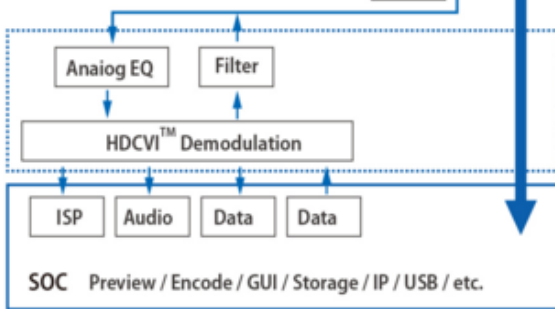 Anaiog EQ
Filter
HDCVI™ Demodulation
ISP
Audio
Data
Data
SOC Preview / Encode / GUI / Storage / IP / USB / etc.